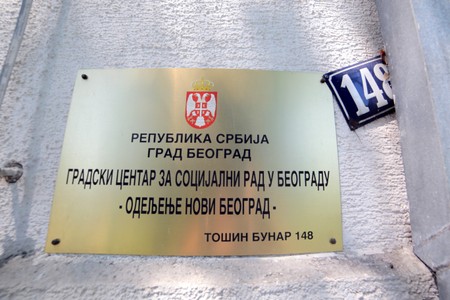 148
РЕПУБЛИКА СРБИЈА
ГРАД БЕОГРАД
ГРАДСКИ ЦЕНТАР ЗА СОЦИЈАЛНИ РАД У БЕОГРАДУ
- ОДЕЉЕЊЕ НОВИ БЕОГРАД -
ТОШИН БУНАР 148